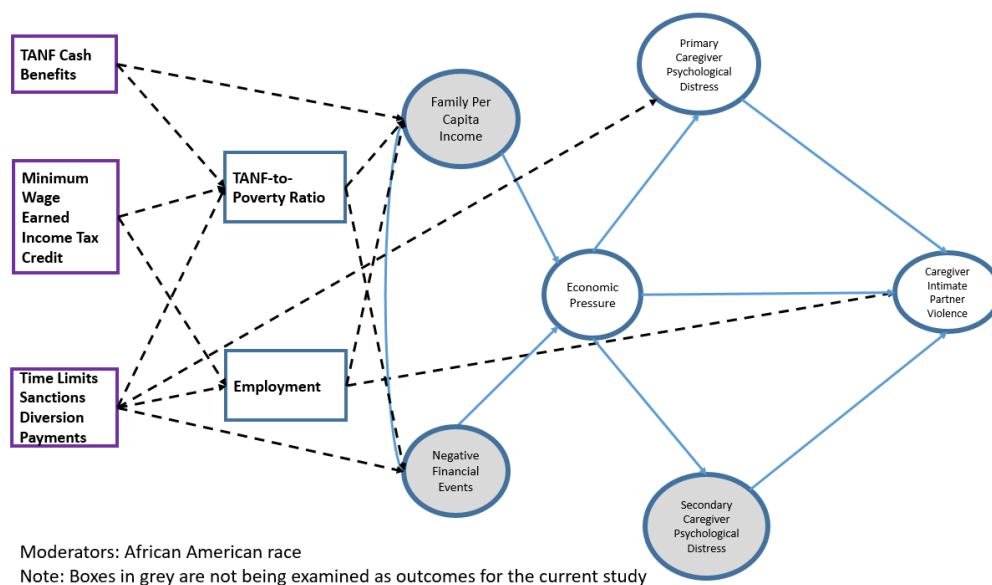 TANF Cash
Benefits
Minimum
Wage
Earned
Income Tax
Credit
Time Limits
Sanctions
Diversion
Payments
TANF-to-
Poverty Ratio
Employment
Family Per
Capita
Income
Negative
Financial
Events
Economic
Pressure
Primary
Caregiver
Psychological
Distress
Secondary
Caregiver
Psychological
Distress
Caregiver
Intimate
Partner
Violence
Moderators: African American race
Note: Boxes in grey are not being examined as outcomes for the current study